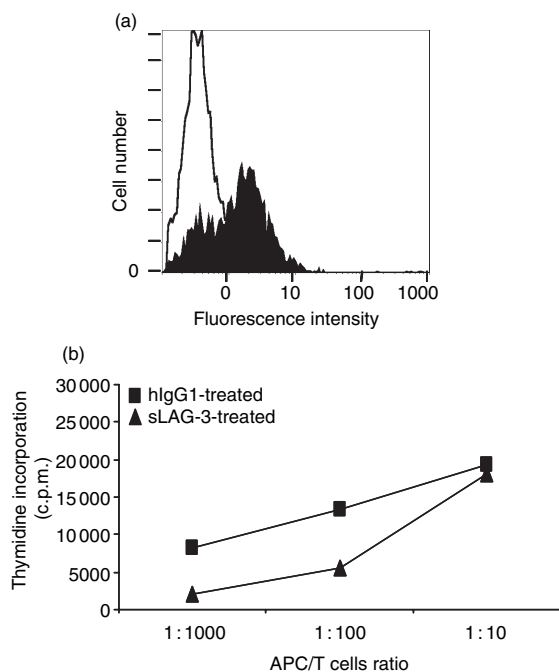 (a)
Cell number
0
0 10 100 1000
Fluorescence intensity
(b)
Thymidine incorporation
(c.p.m.)
30 000
25 000
20 000
15 000
10 000
5000
0
hIgG1-treated
sLAG-3-treated
1 : 1000 1 : 100 1 : 10
APC/T cells ratio